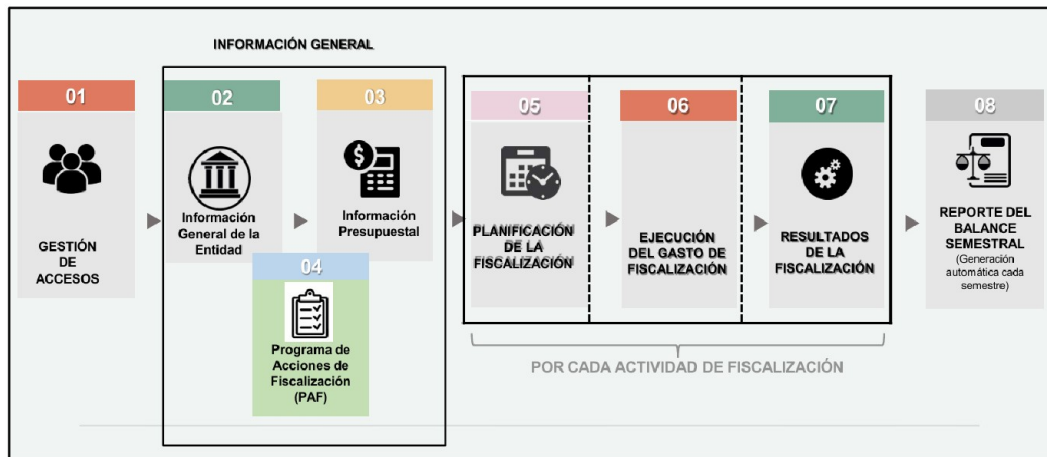 INFORMACIÓN GENERAL
01
GESTIÓN
DE
ACCESOS
02
Información
General de la
Entidad
03
$
Información
Presupuestal
04
Programa de
Acciones de
Fiscalización
(PAF)
05
PLANIFICACIÓN
DE LA
FISCALIZACIÓN
06
EJECUCIÓN
DEL GASTO DE
FISCALIZACIÓN
07
RESULTADOS
DE LA
FISCALIZACIÓN
POR CADA ACTIVIDAD DE FISCALIZACIÓN
08
REPORTE DEL
BALANCE
SEMESTRAL
(Generación
automática cada
semestre)